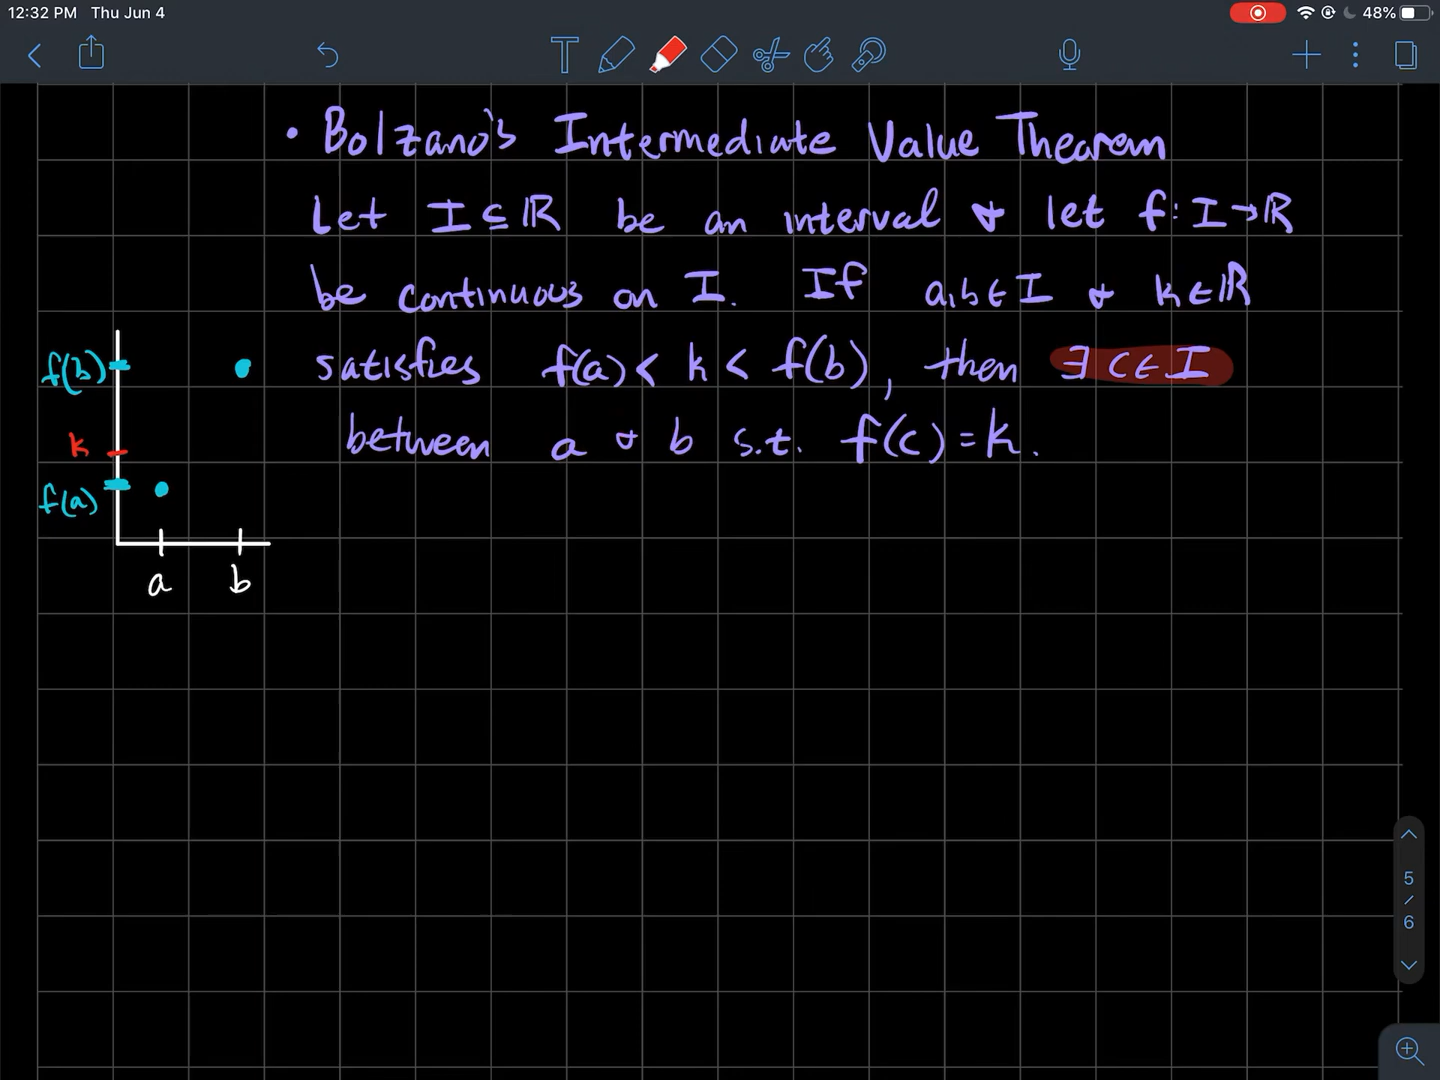 12:32 PM Thu Jun 4
48%
T
• Bolzano's Intermediate Value Theorem
Let I ⊆ ℝ be an interval & let f: I → ℝ
be continuous on I. If a,b ∈ I & k ∈ ℝ
satisfies f(a) < k < f(b), then ∃ c ∈ I
between a & b s.t. f(c) = k.
f(b)
k
f(a)
a b
5
/
6